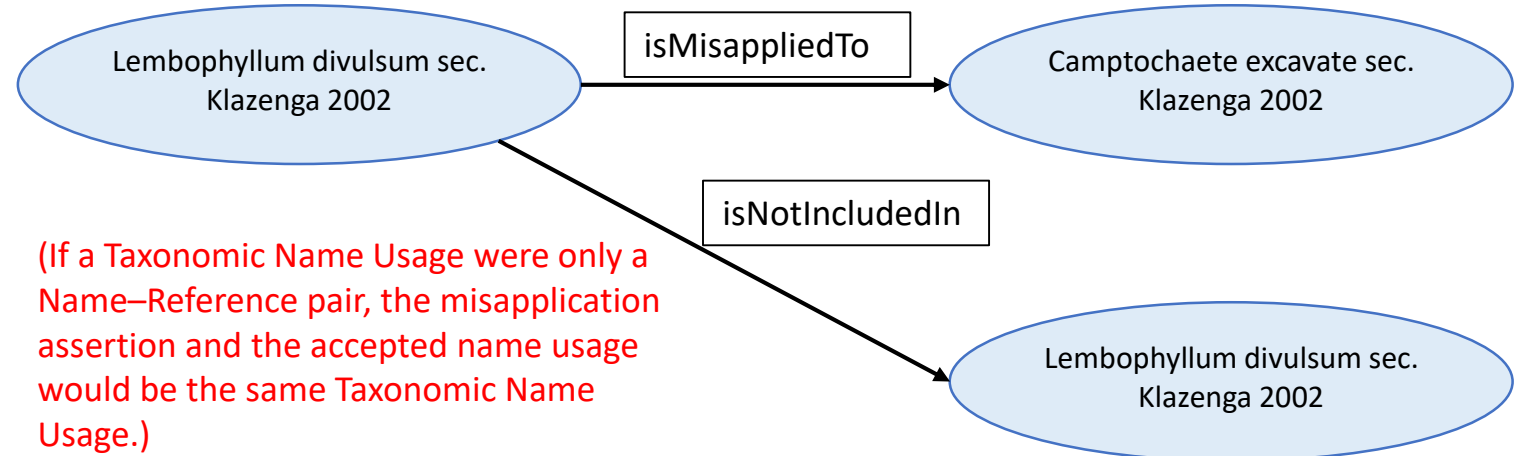 Lembophyllum divulsum sec.
Klazenga 2002
isMisappliedTo
Camptochaete excavate sec.
Klazenga 2002
isNotIncludedIn
(If a Taxonomic Name Usage were only a
Name–Reference pair, the misapplication
assertion and the accepted name usage
would be the same Taxonomic Name
Usage.)
Lembophyllum divulsum sec.
Klazenga 2002